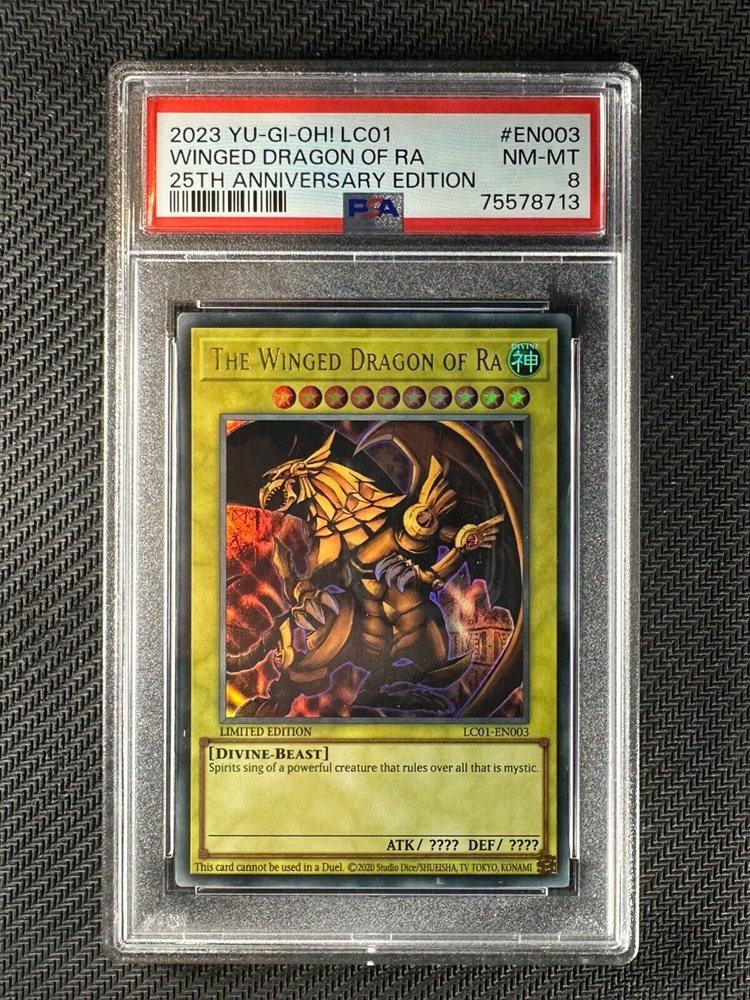 2023 YU-GI-OH! LC01 #EN003
WINGED DRAGON OF RA NM-MT
25TH ANNIVERSARY EDITION 8
PSA 75578713
THE WINGED DRAGON OF RA
DIVINE
神
LIMITED EDITION LC01-EN003
[DIVINE-BEAST]
Spirits sing of a powerful creature that rules over all that is mystic.
ATK/ ???? DEF/ ????
This card cannot be used in a Duel. ©2020 Studio Dice/SHUEISHA, TV TOKYO, KONAMI